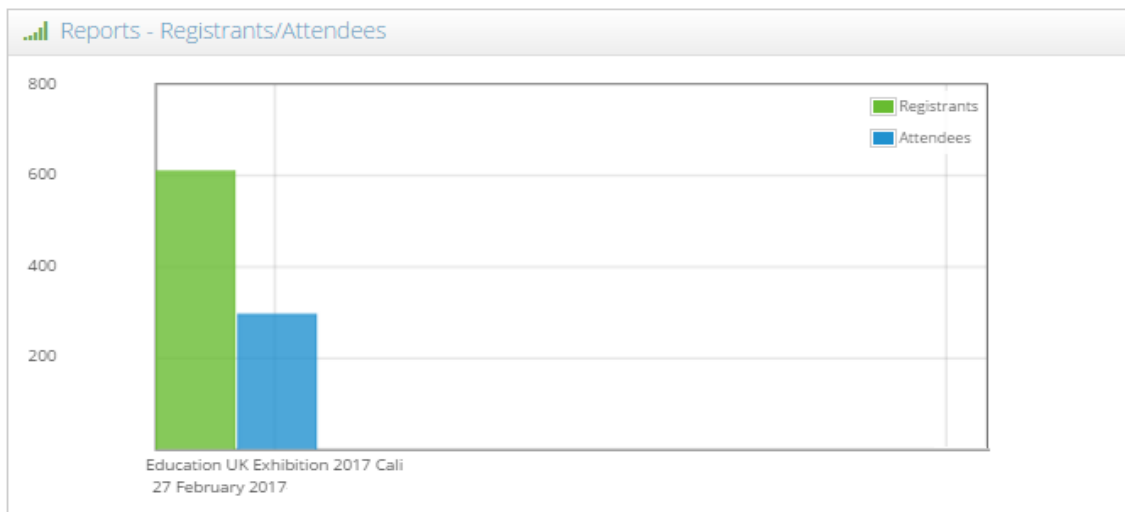 Reports - Registrants/Attendees
800
600
400
200
Registrants
Attendees
Education UK Exhibition 2017 Cali
27 February 2017